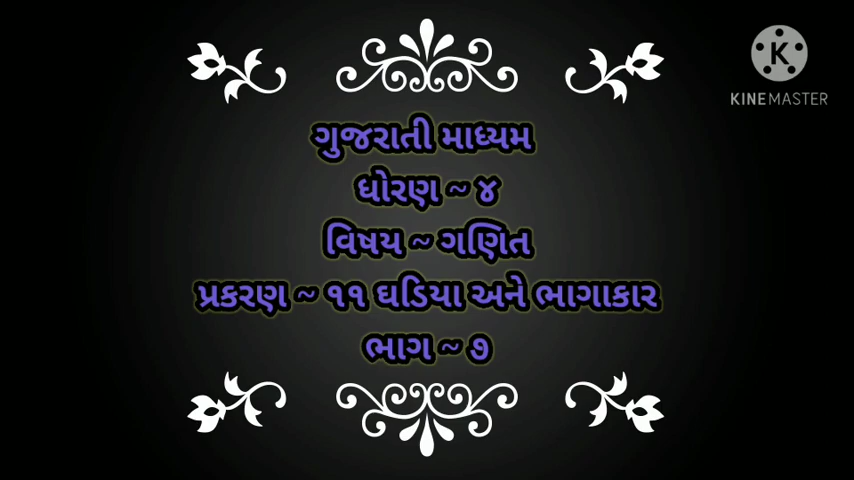 KINEMASTER
ગુજરાતી માધ્યમ
ધોરણ ~ ૪
વિષય ~ ગણિત
પ્રકરણ ~ ૧૧ ઘડિયા અને ભાગાકાર
ભાગ ~ ૭